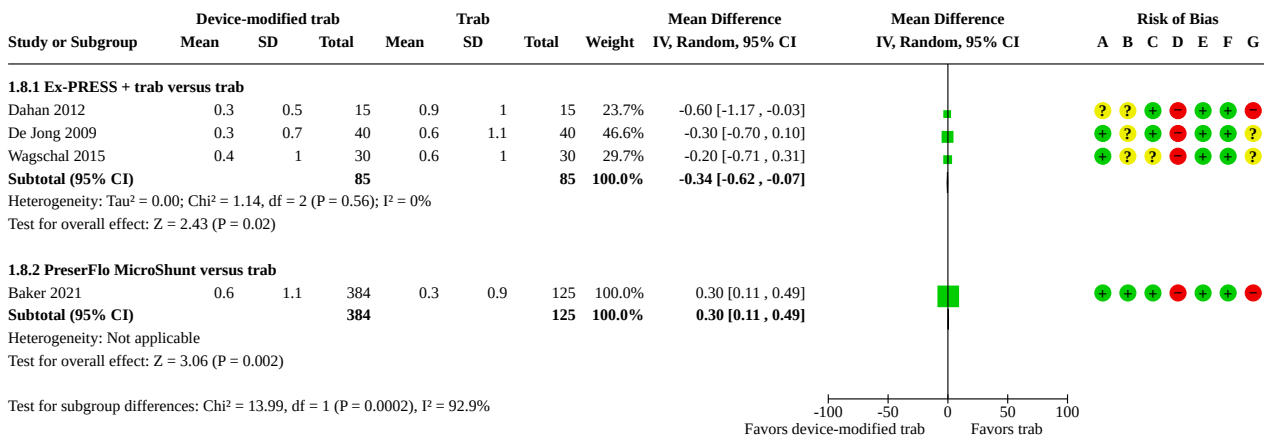 Device-modified trab Trab Mean Difference Mean Difference Risk of Bias
Study or Subgroup Mean SD Total Mean SD Total Weight IV, Random, 95% CI IV, Random, 95% CI A B C D E F G
1.8.1 Ex-PRESS + trab versus trab
Dahan 2012 0.3 0.5 15 0.9 1 15 23.7% -0.60 [-1.17 , -0.03] ? ? + − + + −
De Jong 2009 0.3 0.7 40 0.6 1.1 40 46.6% -0.30 [-0.70 , 0.10] + ? + − + + ?
Wagschal 2015 0.4 1 30 0.6 1 30 29.7% -0.20 [-0.71 , 0.31] + ? ? − + + ?
Subtotal (95% CI) 85 85 100.0% -0.34 [-0.62 , -0.07]
Heterogeneity: Tau² = 0.00; Chi² = 1.14, df = 2 (P = 0.56); I² = 0%
Test for overall effect: Z = 2.43 (P = 0.02)
1.8.2 PreserFlo MicroShunt versus trab
Baker 2021 0.6 1.1 384 0.3 0.9 125 100.0% 0.30 [0.11 , 0.49] + + + − + + −
Subtotal (95% CI) 384 125 100.0% 0.30 [0.11 , 0.49]
Heterogeneity: Not applicable
Test for overall effect: Z = 3.06 (P = 0.002)
Test for subgroup differences: Chi² = 13.99, df = 1 (P = 0.0002), I² = 92.9%
-100 -50 0 50 100
Favors device-modified trab Favors trab